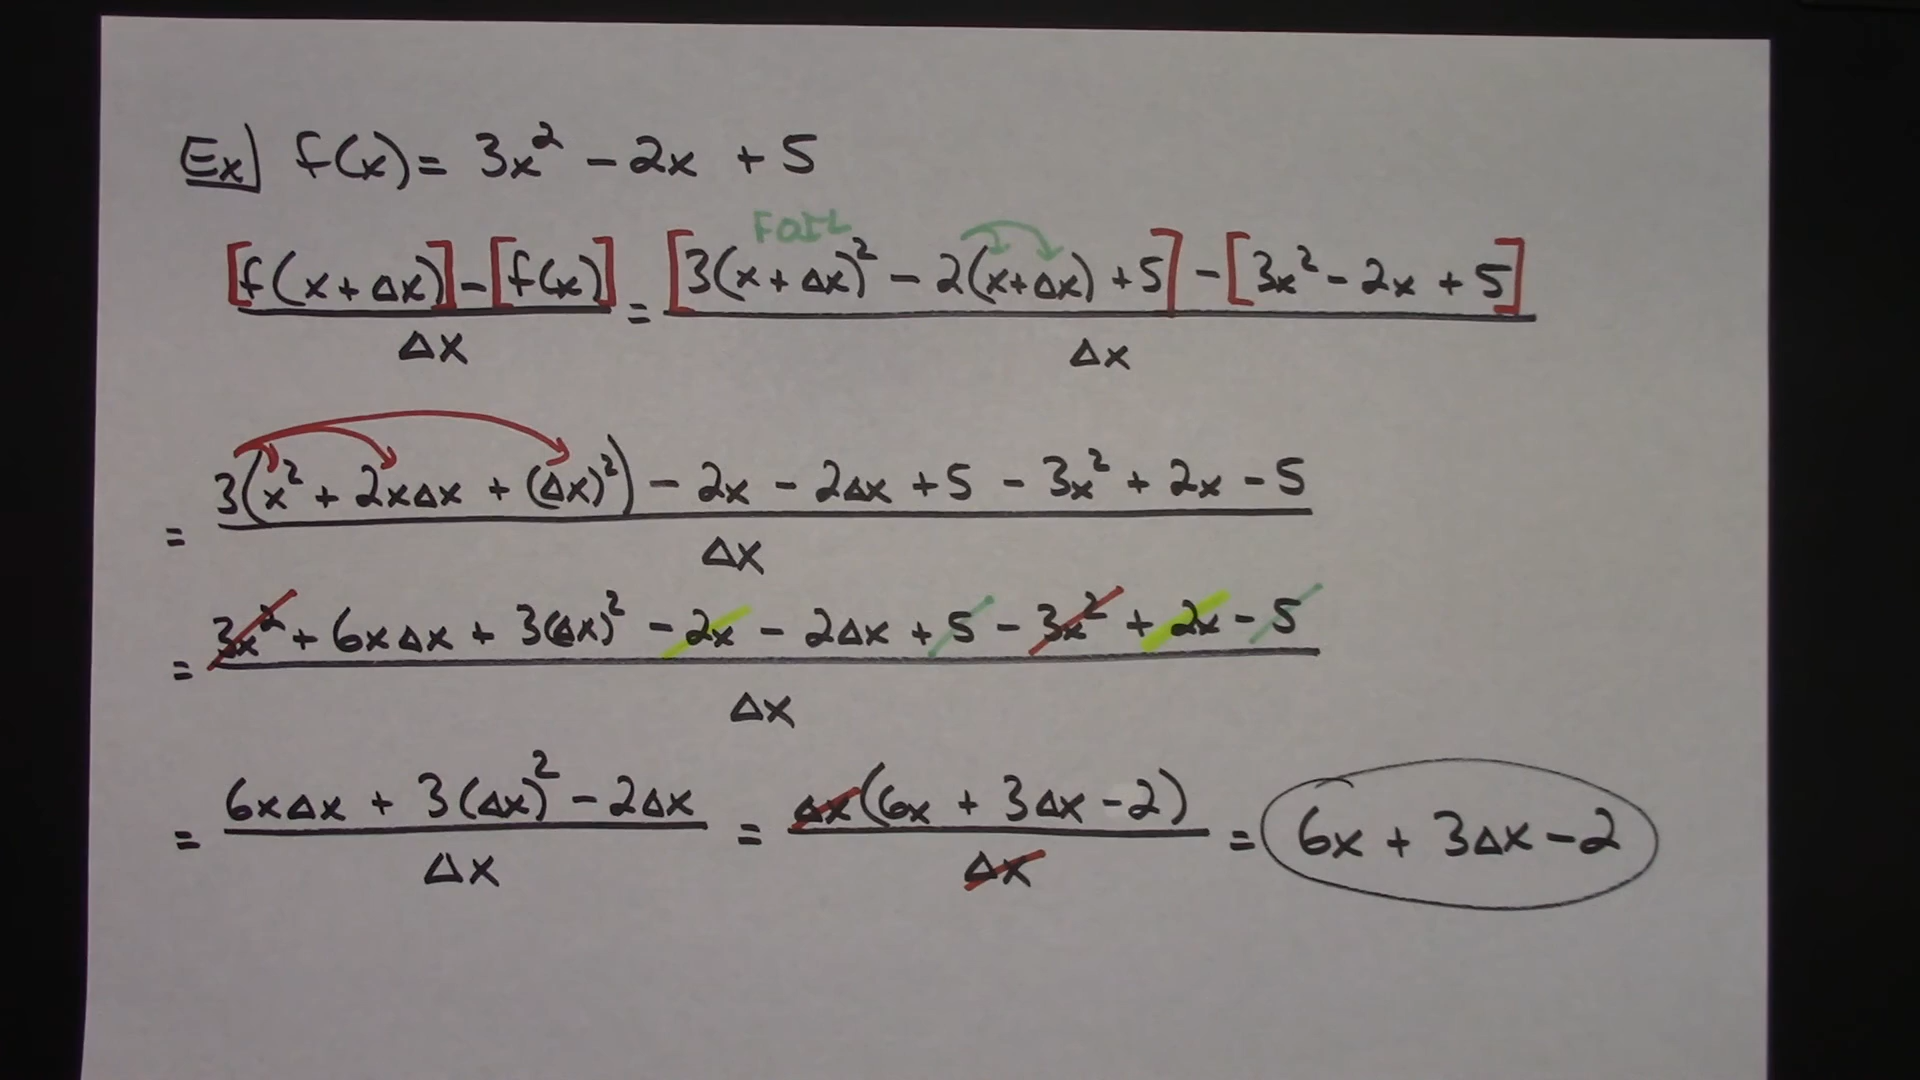 Ex) f(x) = 3x² - 2x + 5
FOIL
[f(x+Δx)] - [f(x)] / Δx = [3(x+Δx)² - 2(x+Δx) + 5] - [3x² - 2x + 5] / Δx
= 3(x² + 2xΔx + (Δx)²) - 2x - 2Δx + 5 - 3x² + 2x - 5 / Δx
= 3x² + 6xΔx + 3(Δx)² - 2x - 2Δx + 5 - 3x² + 2x - 5 / Δx
= 6xΔx + 3(Δx)² - 2Δx / Δx = Δx(6x + 3Δx - 2) / Δx = 6x + 3Δx - 2